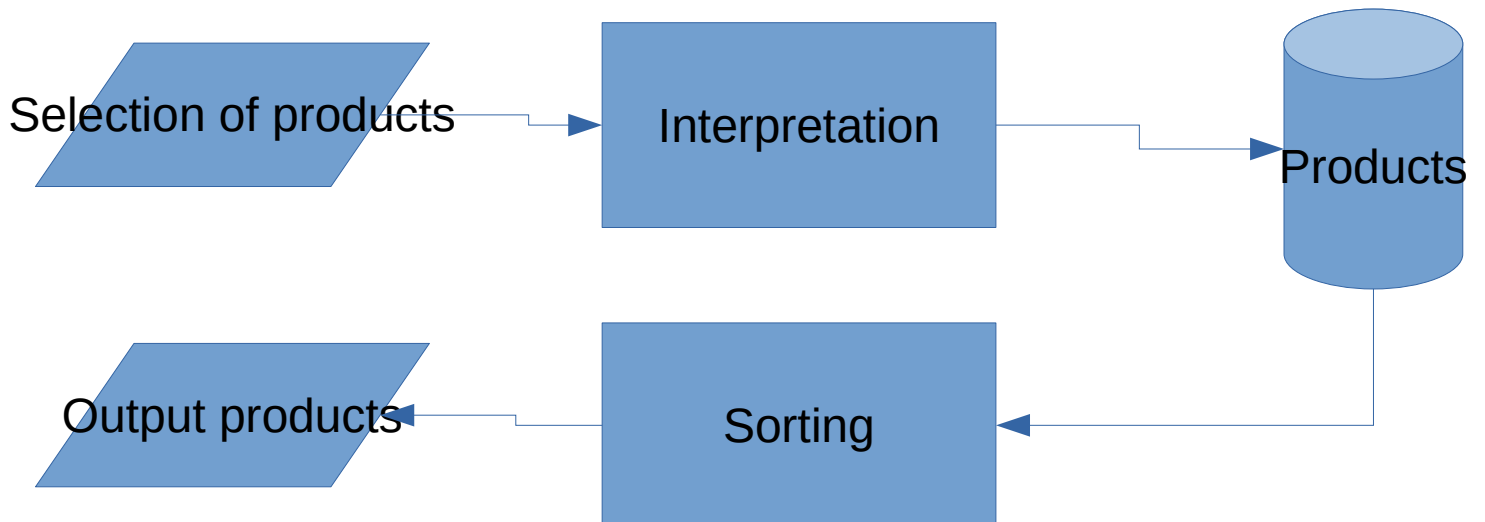 Selection of products
Interpretation
Products
Output products
Sorting